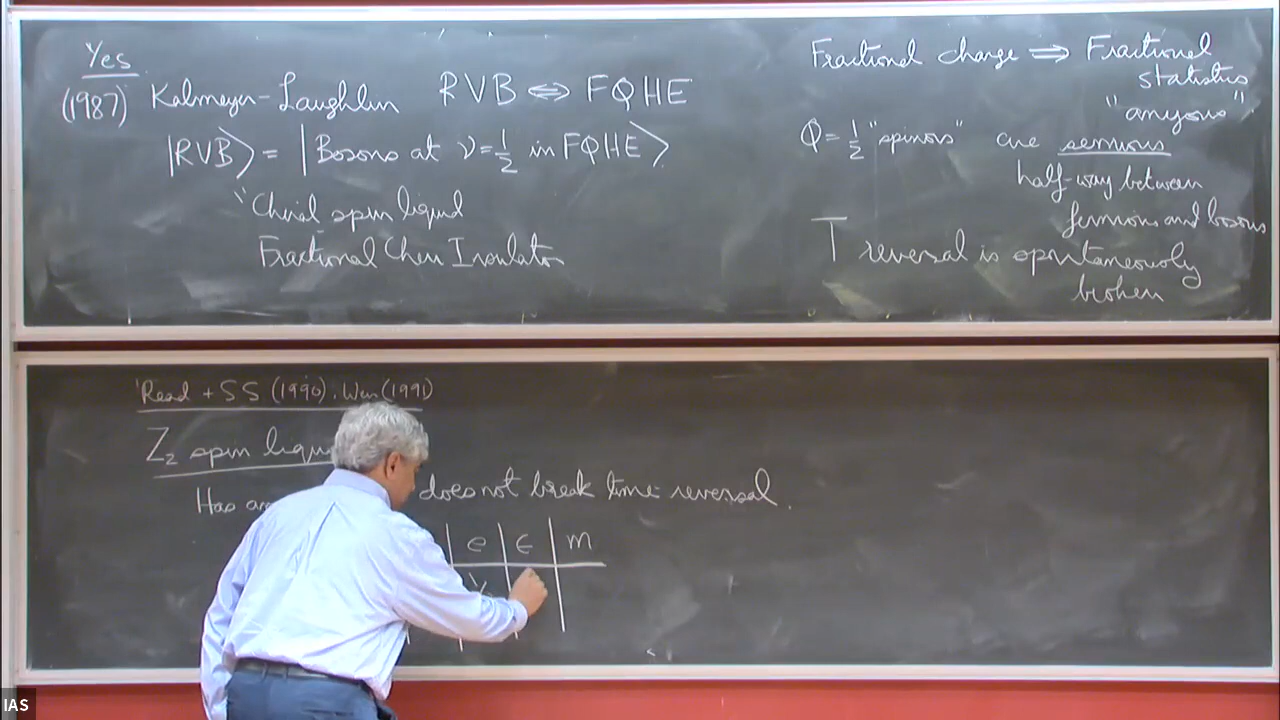 Yes
(1987) Kalmeyer-Laughlin RVB ⟺ FQHE
|RVB⟩ = |Bosons at ν=1/2 in FQHE⟩
"Chiral spin liquid
Fractional Chern Insulator
Fractional charge ⟹ Fractional
statistics
"anyons"
Q=1/2 "spinons" are semions
half-way between
fermions and bosons
T reversal is spontaneously
broken
Read + SS (1990), Wen (1991)
Z₂ spin
Has does not break time-reversal.
e | ε | m
IAS